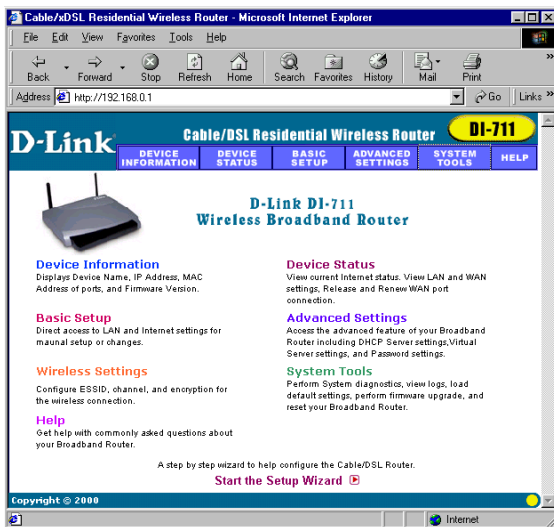 Cable/xDSL Residential Wireless Router - Microsoft Internet Explorer
File Edit View Favorites Tools Help
Back Forward Stop Refresh Home Search Favorites History Mail Print »
Address http://192.168.0.1 Go Links »
D-Link Cable/DSL Residential Wireless Router DI-711
DEVICE INFORMATION DEVICE STATUS BASIC SETUP ADVANCED SETTINGS SYSTEM TOOLS HELP
D-Link DI-711
Wireless Broadband Router
Device Information
Displays Device Name, IP Address, MAC
Address of ports, and Firmware Version.
Device Status
View current Internet status. View LAN and WAN
settings, Release and Renew WAN port
connection.
Basic Setup
Direct access to LAN and Internet settings for
maunal setup or changes.
Advanced Settings
Access the advanced feature of your Broadband
Router including DHCP Server settings,Virtual
Server settings, and Password settings.
Wireless Settings
Configure ESSID, channel, and encryption for
the wireless connection.
System Tools
Perform System diagnostics, view logs, load
default settings, perform firmware upgrade, and
reset your Broadband Router.
Help
Get help with commonly asked questions about
your Broadband Router.
A step by step wizard to help configure the Cable/DSL Router.
Start the Setup Wizard
Copyright © 2000
Internet